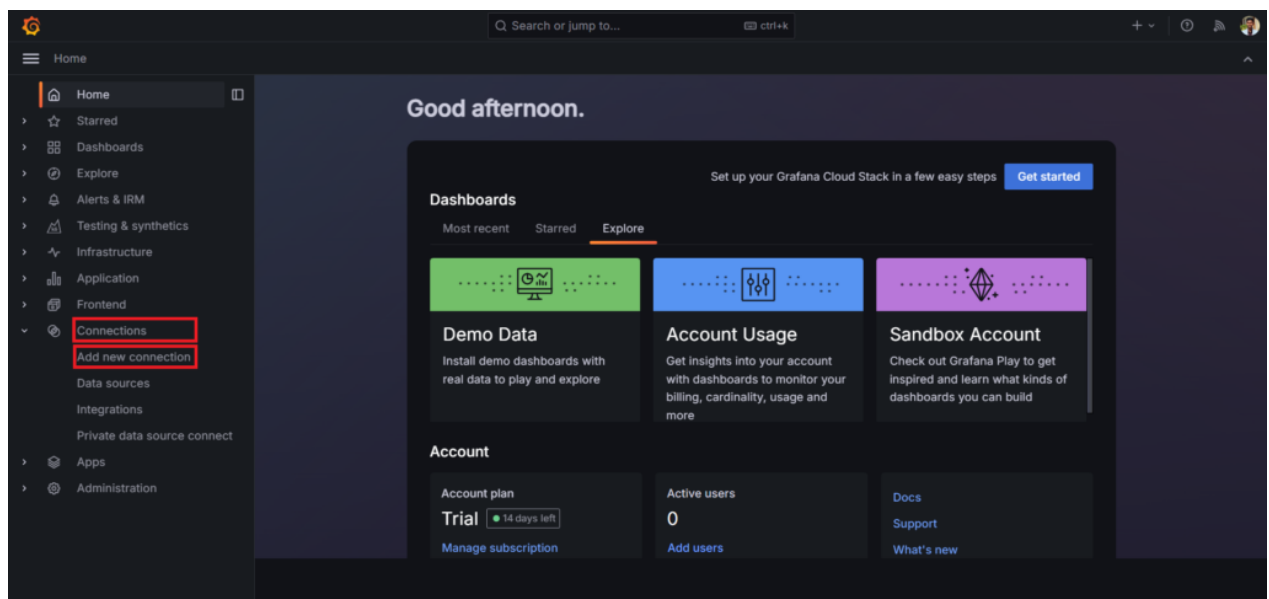 Search or jump to...
ctrl+k
Home
Home
Starred
Dashboards
Explore
Alerts & IRM
Testing & synthetics
Infrastructure
Application
Frontend
Connections
Add new connection
Data sources
Integrations
Private data source connect
Apps
Administration
Good afternoon.
Set up your Grafana Cloud Stack in a few easy steps
Get started
Dashboards
Most recent
Starred
Explore
Demo Data
Install demo dashboards with
real data to play and explore
Account Usage
Get insights into your account
with dashboards to monitor your
billing, cardinality, usage and
more
Sandbox Account
Check out Grafana Play to get
inspired and learn what kinds of
dashboards you can build
Account
Account plan
Trial
14 days left
Manage subscription
Active users
0
Add users
Docs
Support
What's new